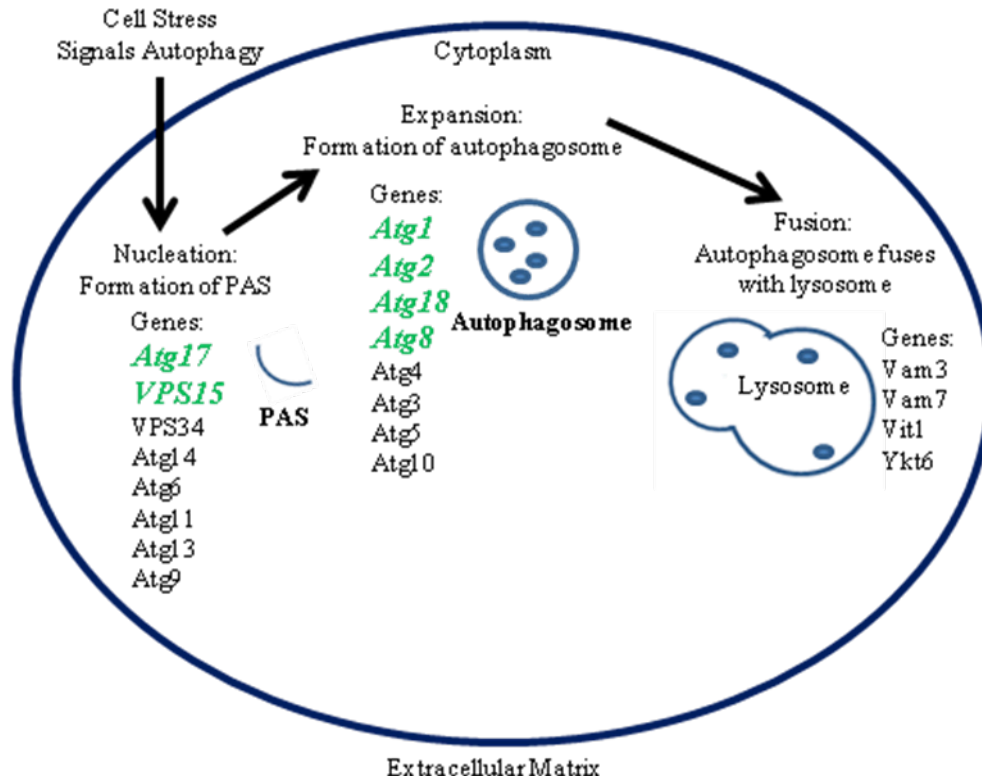 Cell Stress
Signals Autophagy
Cytoplasm
Expansion:
Formation of autophagosome
Genes:
Atg1
Atg2
Atg18
Atg8
Atg4
Atg3
Atg5
Atg10
Autophagosome
Nucleation:
Formation of PAS
Genes:
Atg17
VPS15
VPS34
Atg14
Atg6
Atg11
Atg13
Atg9
PAS
Fusion:
Autophagosome fuses
with lysosome
Lysosome
Genes:
Vam3
Vam7
Vit1
Ykt6
Extracellular Matrix